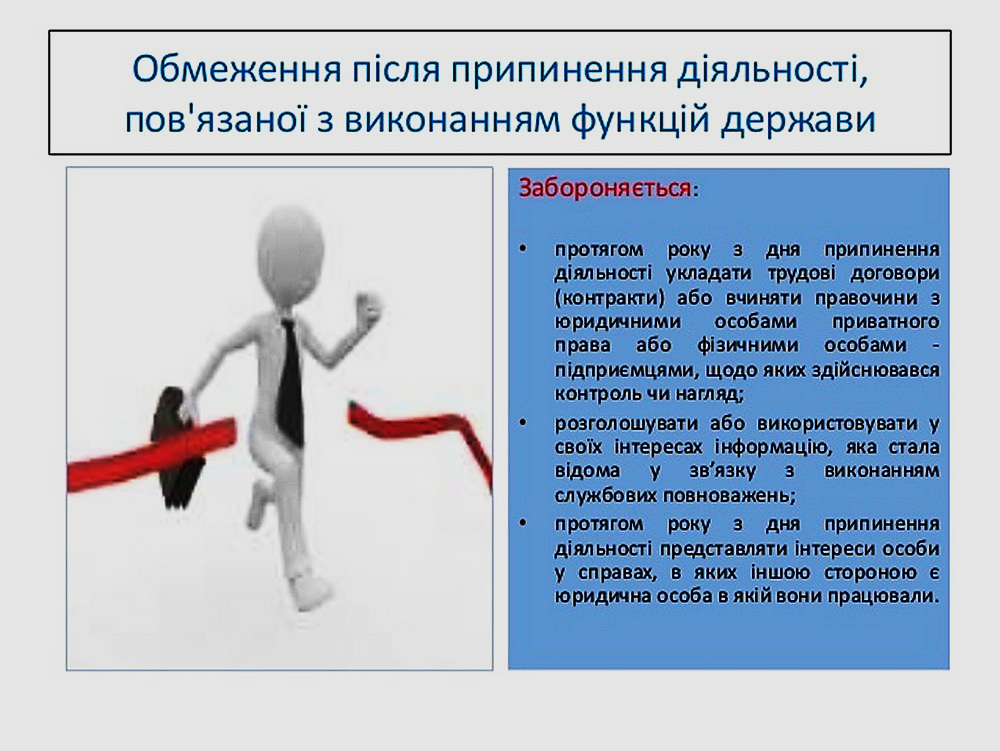 Обмеження після припинення діяльності,
пов'язаної з виконанням функцій держави
Забороняється:
• протягом року з дня припинення
діяльності укладати трудові договори
(контракти) або вчиняти правочини з
юридичними особами приватного
права або фізичними особами -
підприємцями, щодо яких здійснювався
контроль чи нагляд;
• розголошувати або використовувати у
своїх інтересах інформацію, яка стала
відома у зв’язку з виконанням
службових повноважень;
• протягом року з дня припинення
діяльності представляти інтереси особи
у справах, в яких іншою стороною є
юридична особа в якій вони працювали.